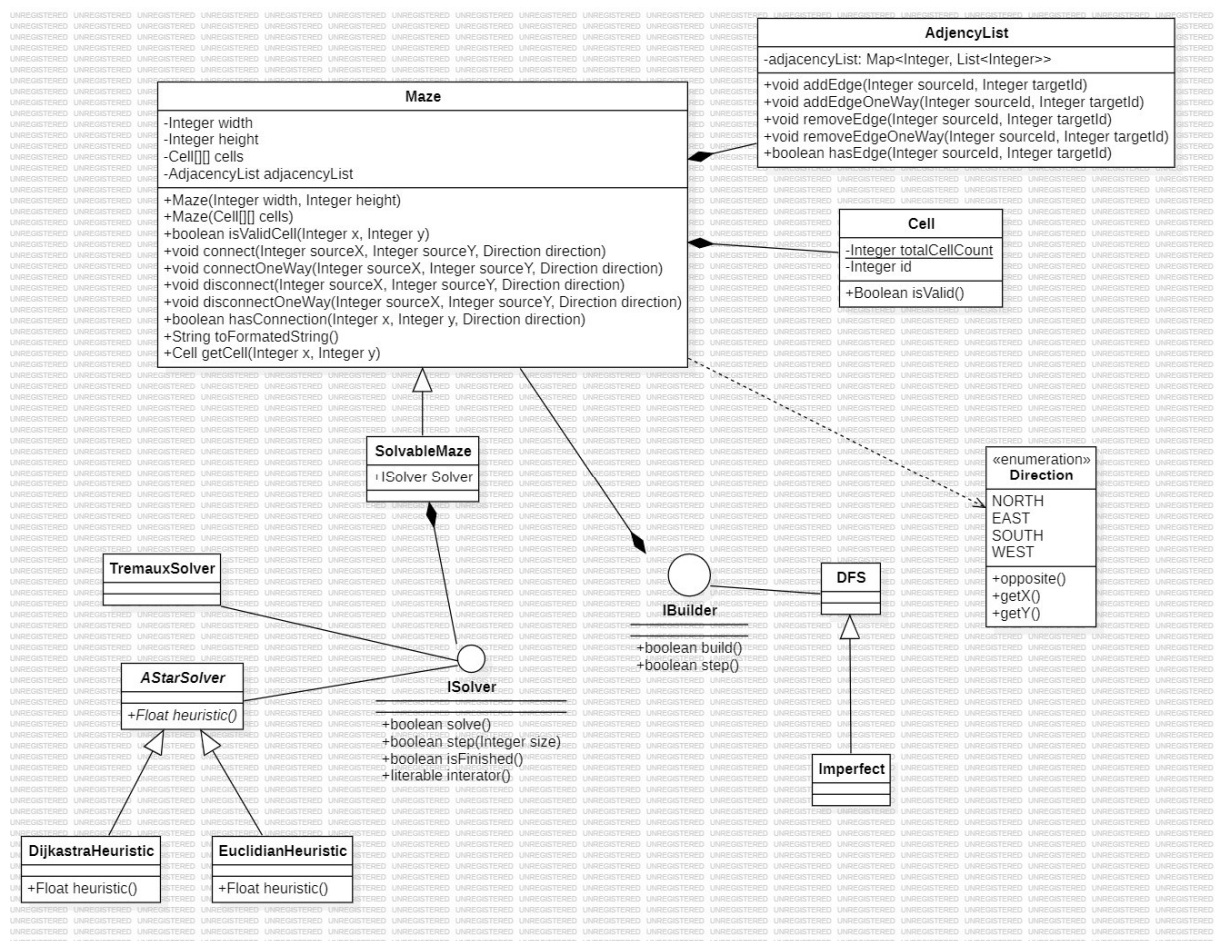 AdjencyList
-adjacencyList: Map<Integer, List<Integer>>
+void addEdge(Integer sourceId, Integer targetId)
+void addEdgeOneWay(Integer sourceId, Integer targetId)
+void removeEdge(Integer sourceId, Integer targetId)
+void removeEdgeOneWay(Integer sourceId, Integer targetId)
+boolean hasEdge(Integer sourceId, Integer targetId)
Maze
-Integer width
-Integer height
-Cell[][] cells
-AdjacencyList adjacencyList
+Maze(Integer width, Integer height)
+Maze(Cell[][] cells)
+boolean isValidCell(Integer x, Integer y)
+void connect(Integer sourceX, Integer sourceY, Direction direction)
+void connectOneWay(Integer sourceX, Integer sourceY, Direction direction)
+void disconnect(Integer sourceX, Integer sourceY, Direction direction)
+void disconnectOneWay(Integer sourceX, Integer sourceY, Direction direction)
+boolean hasConnection(Integer x, Integer y, Direction direction)
+String toFormatedString()
+Cell getCell(Integer x, Integer y)
Cell
-Integer totalCellCount
-Integer id
+Boolean isValid()
SolvableMaze
ISolver Solver
«enumeration»
Direction
NORTH
EAST
SOUTH
WEST
+opposite()
+getX()
+getY()
TremauxSolver
IBuilder
+boolean build()
+boolean step()
DFS
AStarSolver
+Float heuristic()
ISolver
+boolean solve()
+boolean step(Integer size)
+boolean isFinished()
+Iiterable interator()
Imperfect
DijkastraHeuristic
+Float heuristic()
EuclidianHeuristic
+Float heuristic()
UNREGISTERED